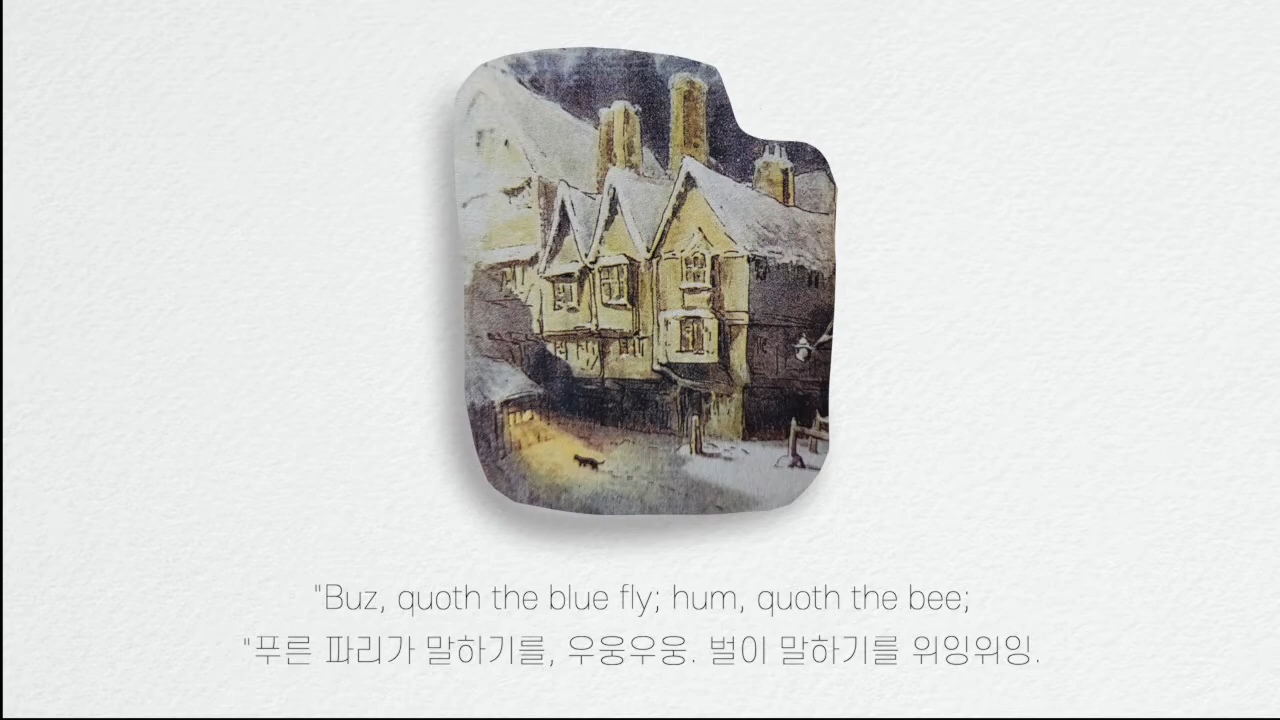 "Buz, quoth the blue fly; hum, quoth the bee;
"푸른 파리가 말하기를, 우웅우웅. 벌이 말하기를 위잉위잉.